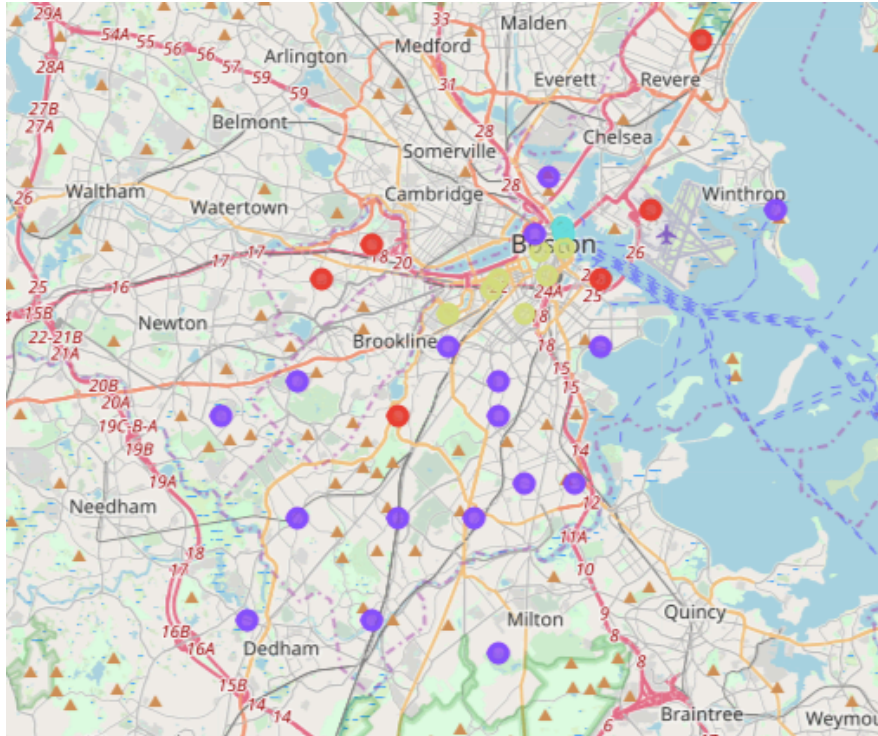 29A
33
Malden
54A
55
56
56
57
59
59
Arlington
Medford
28A
31
Everett
Revere
27B
27A
Belmont
28
Chelsea
Somerville
28
26
Waltham
Watertown
Cambridge
Winthrop
17
17
18
20
Boston
26
25
16
22
24A
25
15B
22-21B
21A
Newton
18
Brookline
18
15
15
20B
20A
19C-B-A
19B
14
19A
12
Needham
11A
18
17
10
9
Milton
Quincy
16B
16A
8
Dedham
8
15B
14
14
6
Braintree
Weymou